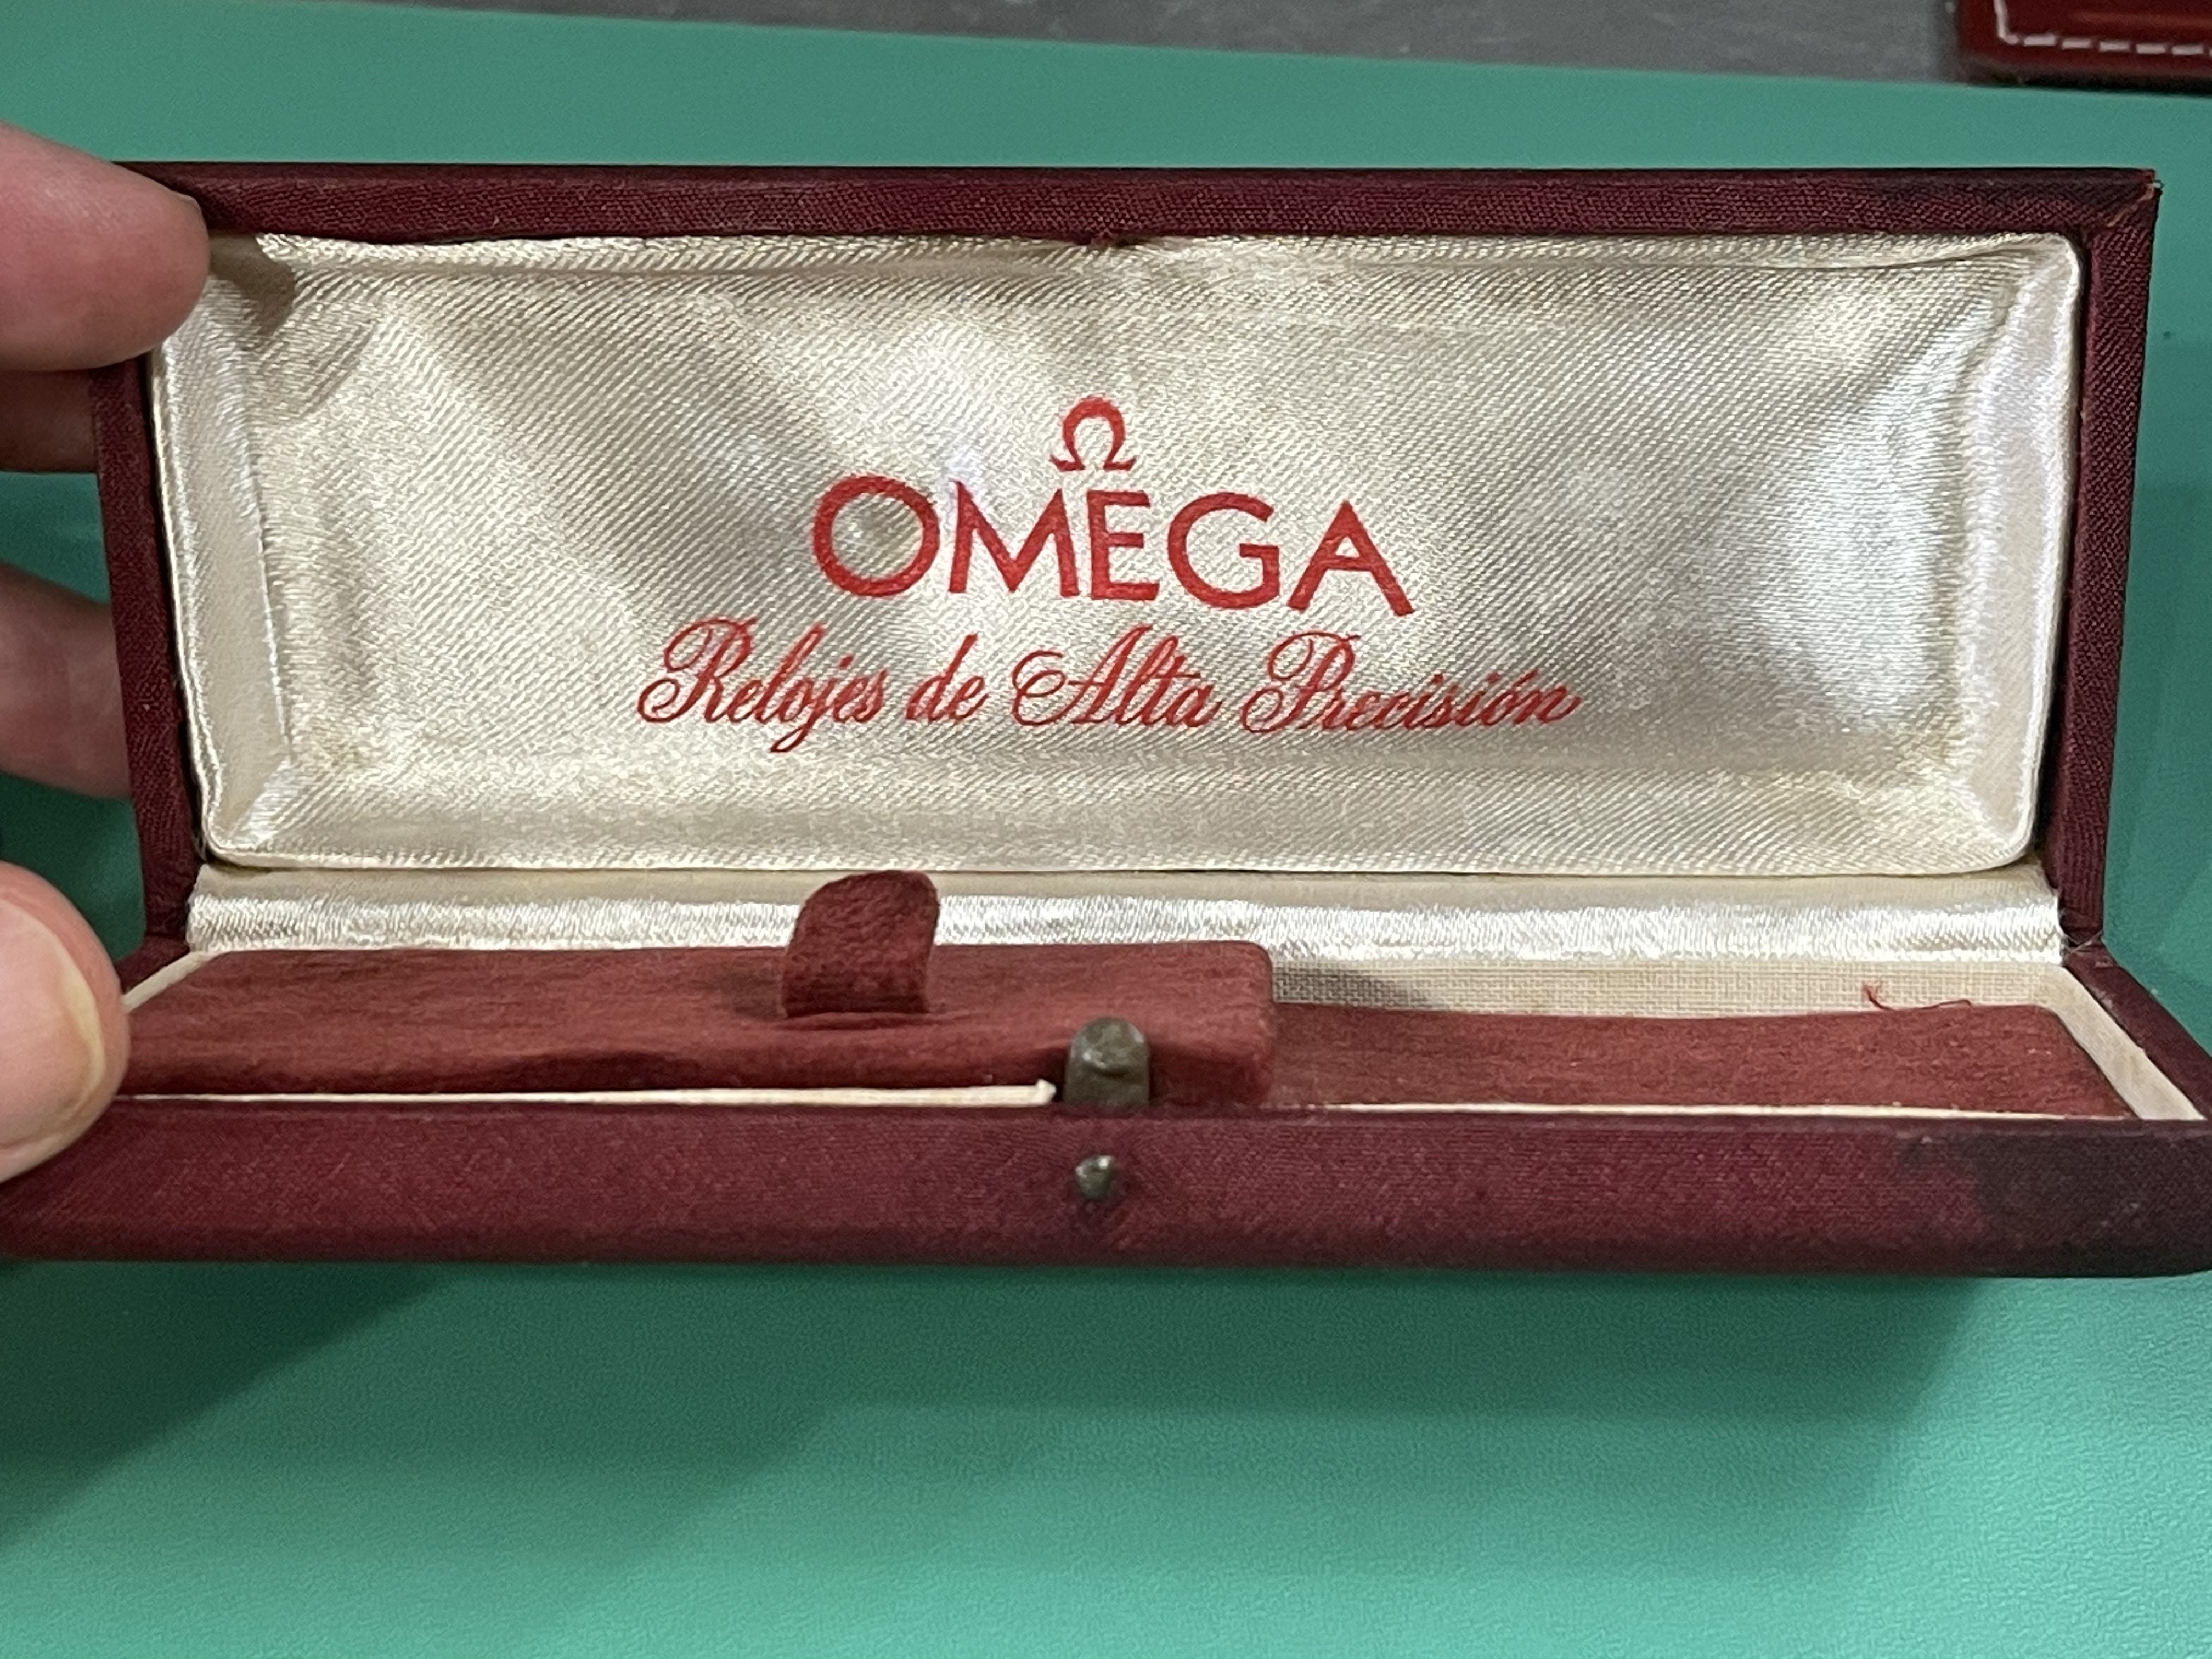 Ω
OMEGA
Relojes de Alta Precisión